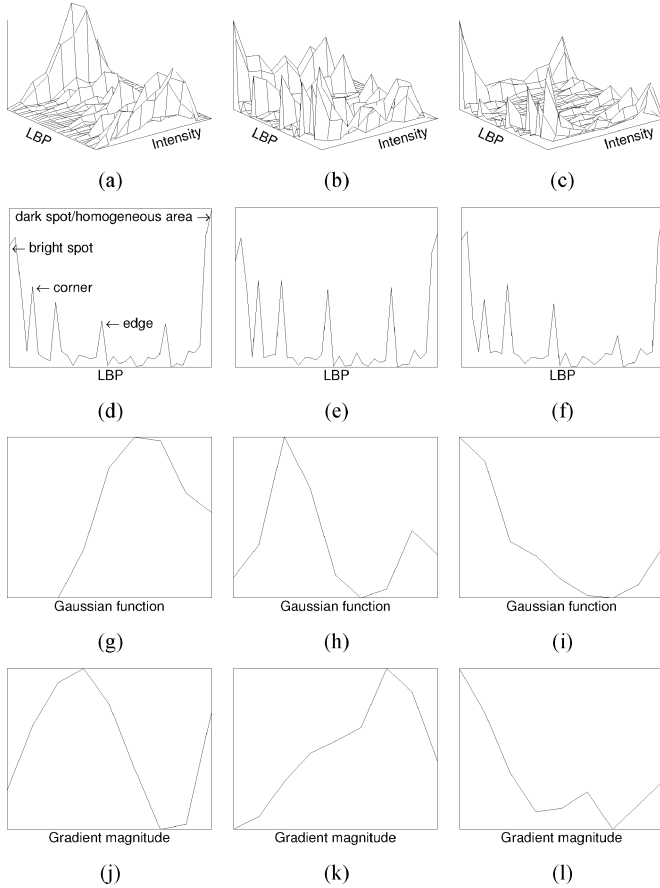 LBP Intensity LBP Intensity LBP Intensity
(a) (b) (c)
dark spot/homogeneous area →
← bright spot
← corner
← edge
LBP LBP LBP
(d) (e) (f)
Gaussian function Gaussian function Gaussian function
(g) (h) (i)
Gradient magnitude Gradient magnitude Gradient magnitude
(j) (k) (l)